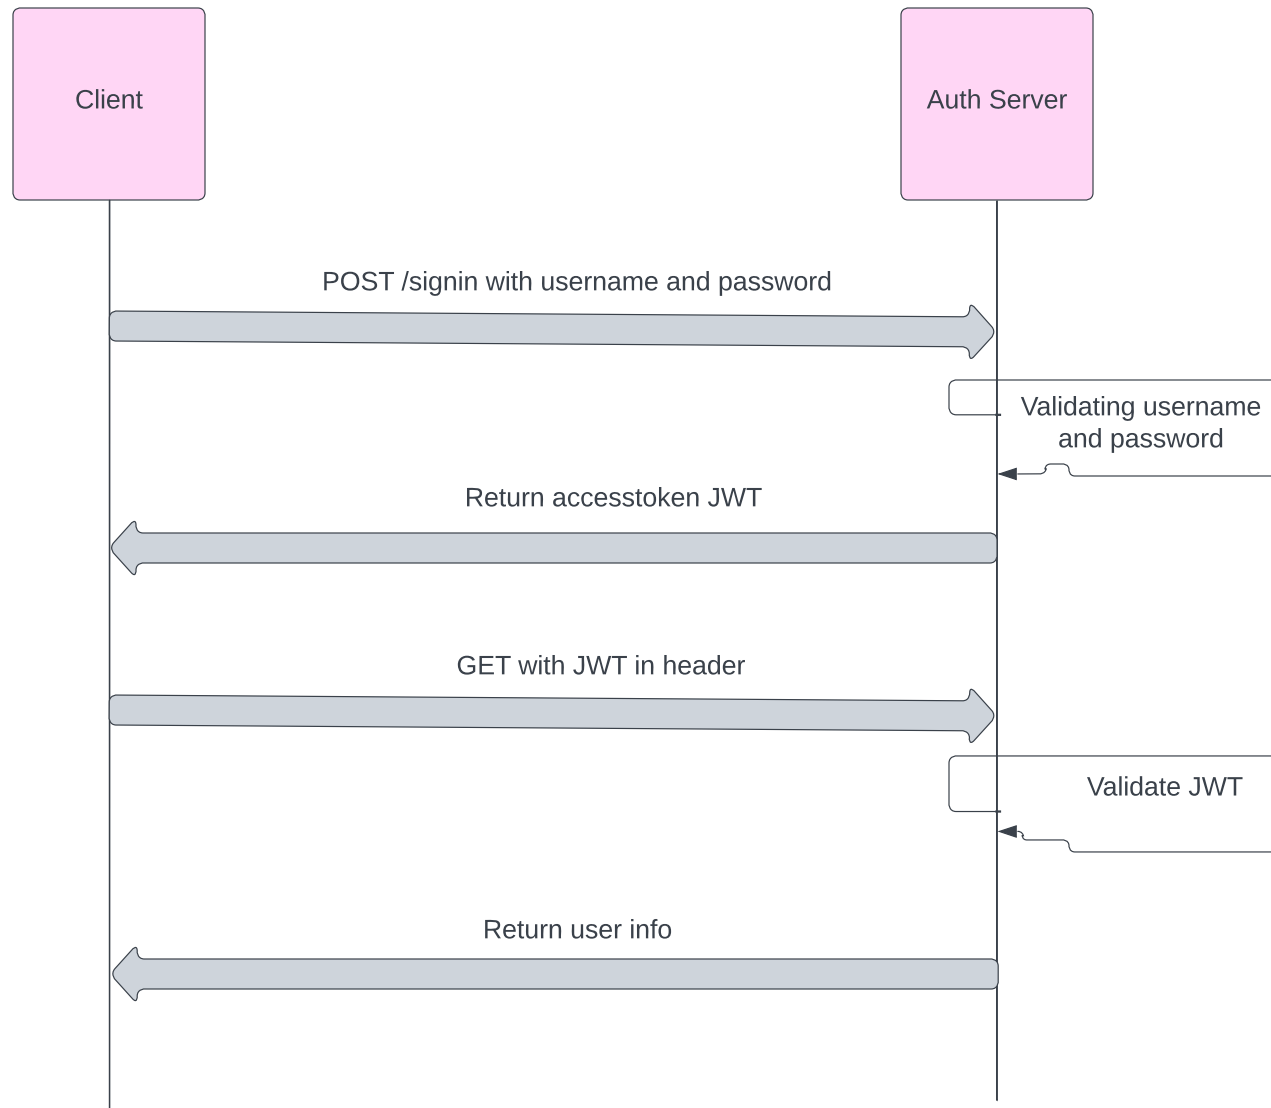 Client
Auth Server
POST /signin with username and password
Validating username
and password
Return accesstoken JWT
GET with JWT in header
Validate JWT
Return user info